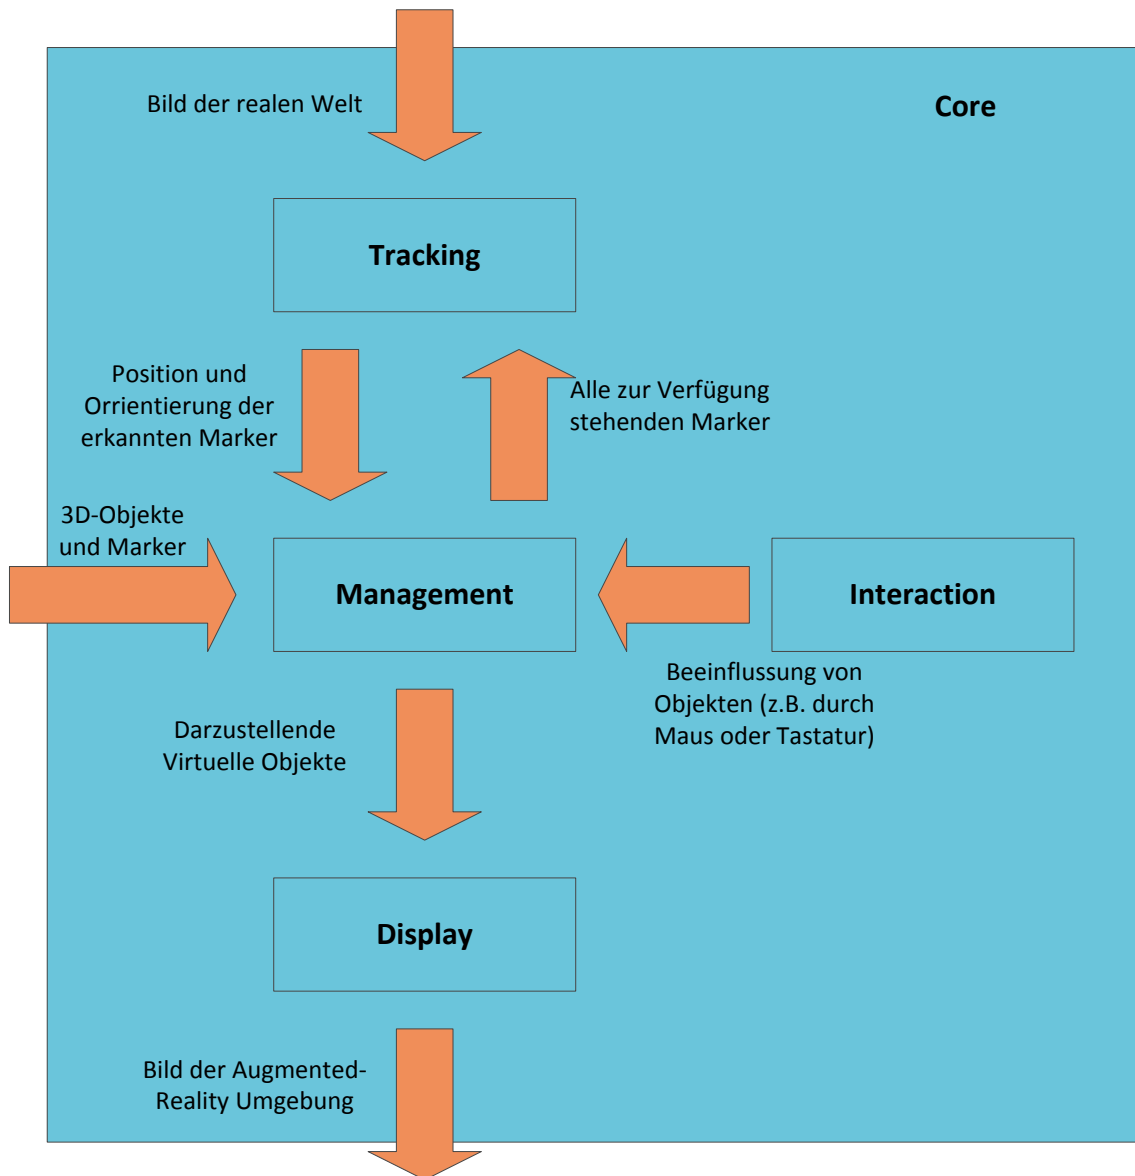 Bild der realen Welt
Core
Tracking
Position und
Orrientierung der
erkannten Marker
Alle zur Verfügung
stehenden Marker
3D-Objekte
und Marker
Management
Interaction
Beeinflussung von
Objekten (z.B. durch
Maus oder Tastatur)
Darzustellende
Virtuelle Objekte
Display
Bild der Augmented-
Reality Umgebung